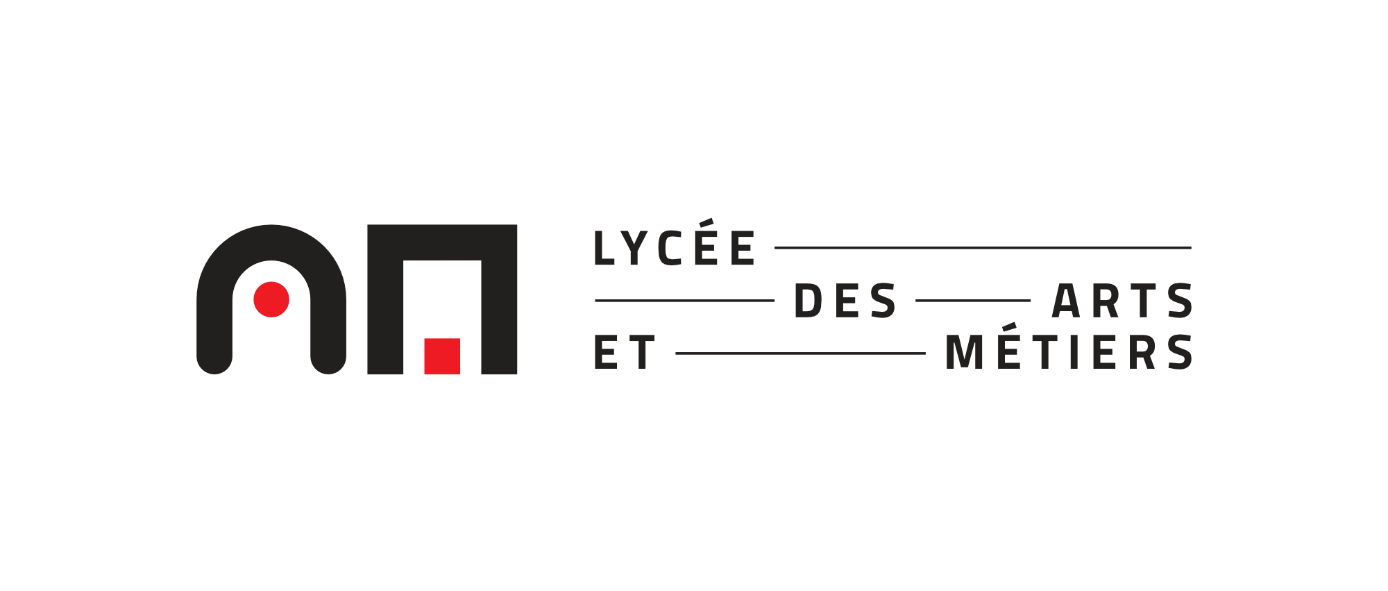 LYCÉE
DES ARTS
ET MÉTIERS